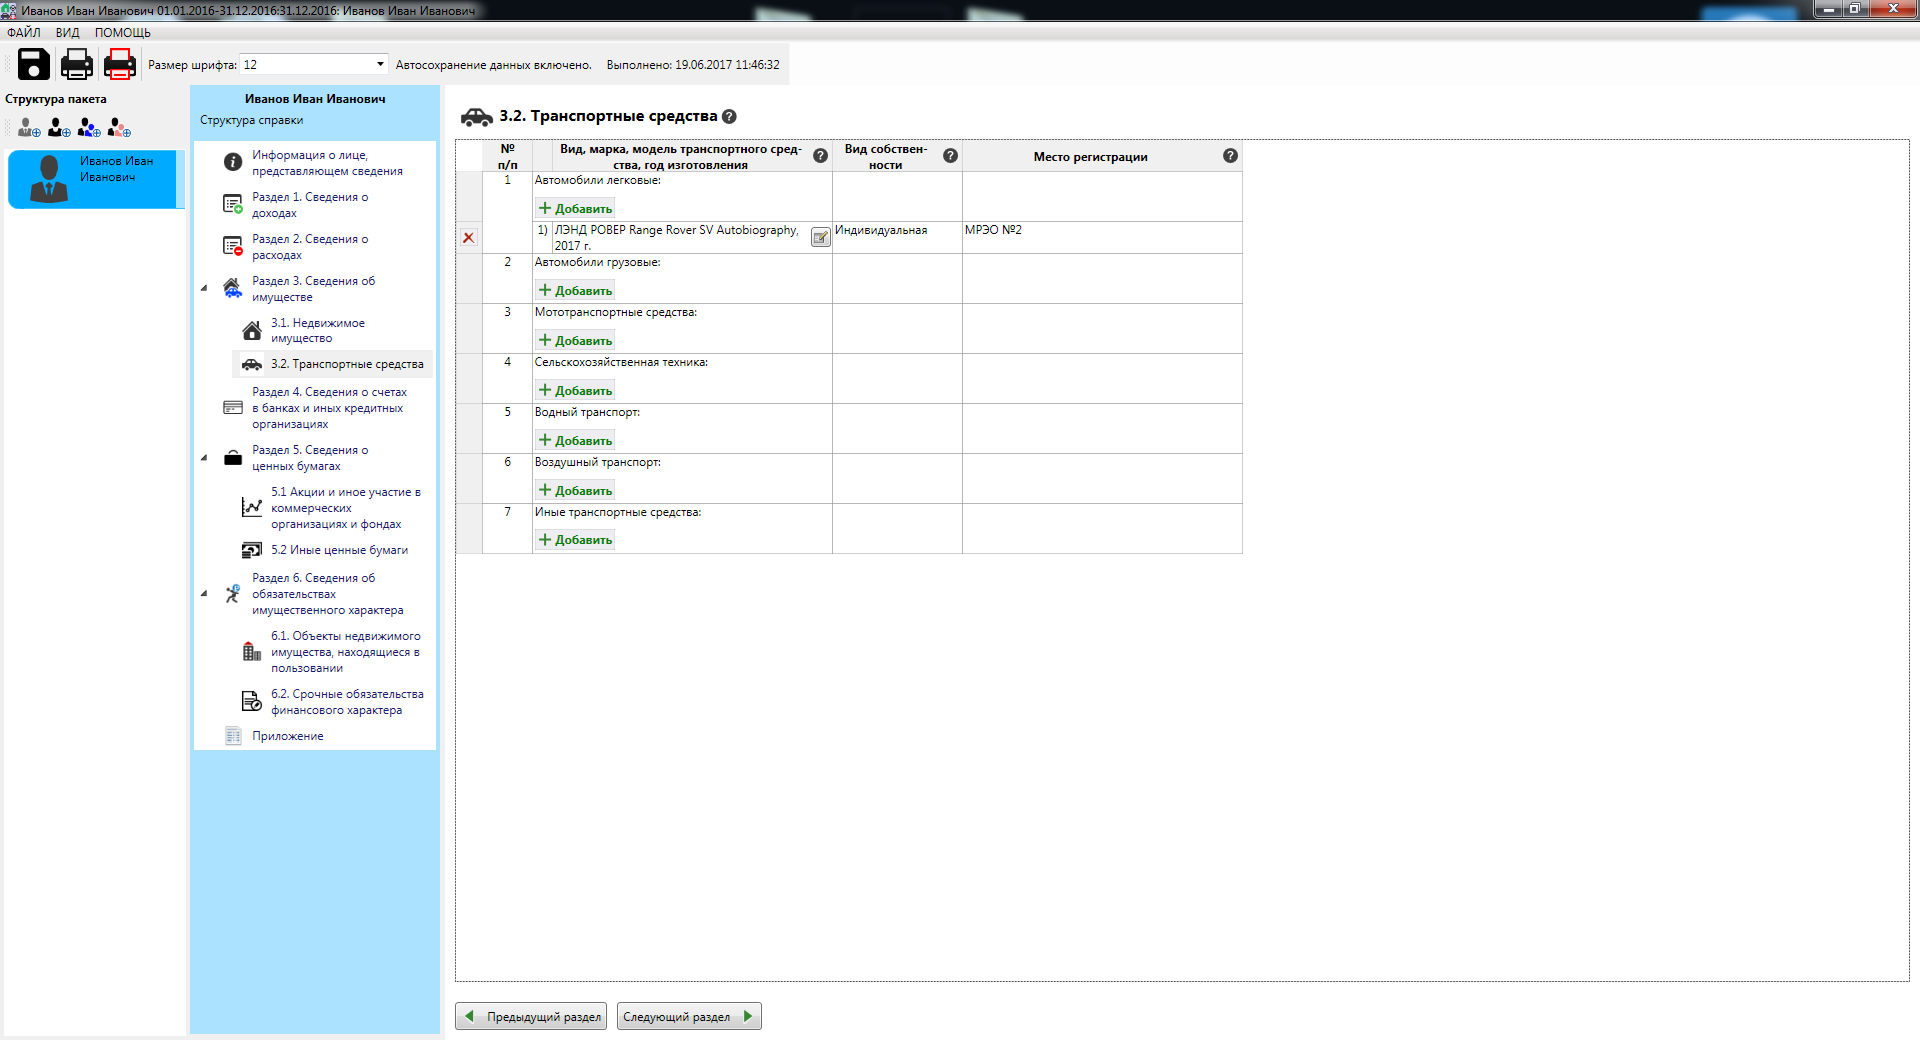 Иванов Иван Иванович 01.01.2016-31.12.2016:31.12.2016: Иванов Иван Иванович
ФАЙЛ ВИД ПОМОЩЬ
Размер шрифта: 12 Автосохранение данных включено. Выполнено: 19.06.2017 11:46:32
Структура пакета
Иванов Иван
Иванович
Иванов Иван Иванович
Структура справки
Информация о лице,
представляющем сведения
Раздел 1. Сведения о
доходах
Раздел 2. Сведения о
расходах
Раздел 3. Сведения об
имуществе
3.1. Недвижимое
имущество
3.2. Транспортные средства
Раздел 4. Сведения о счетах
в банках и иных кредитных
организациях
Раздел 5. Сведения о
ценных бумагах
5.1 Акции и иное участие в
коммерческих
организациях и фондах
5.2 Иные ценные бумаги
Раздел 6. Сведения об
обязательствах
имущественного характера
6.1. Объекты недвижимого
имущества, находящиеся в
пользовании
6.2. Срочные обязательства
финансового характера
Приложение
3.2. Транспортные средства ?
№
п/п
Вид, марка, модель транспортного сред-
ства, год изготовления ?
Вид собствен-
ности ?
Место регистрации ?
1 Автомобили легковые:
+ Добавить
1) ЛЭНД РОВЕР Range Rover SV Autobiography, Индивидуальная МРЭО №2
2017 г.
2 Автомобили грузовые:
+ Добавить
3 Мототранспортные средства:
+ Добавить
4 Сельскохозяйственная техника:
+ Добавить
5 Водный транспорт:
+ Добавить
6 Воздушный транспорт:
+ Добавить
7 Иные транспортные средства:
+ Добавить
Предыдущий раздел Следующий раздел